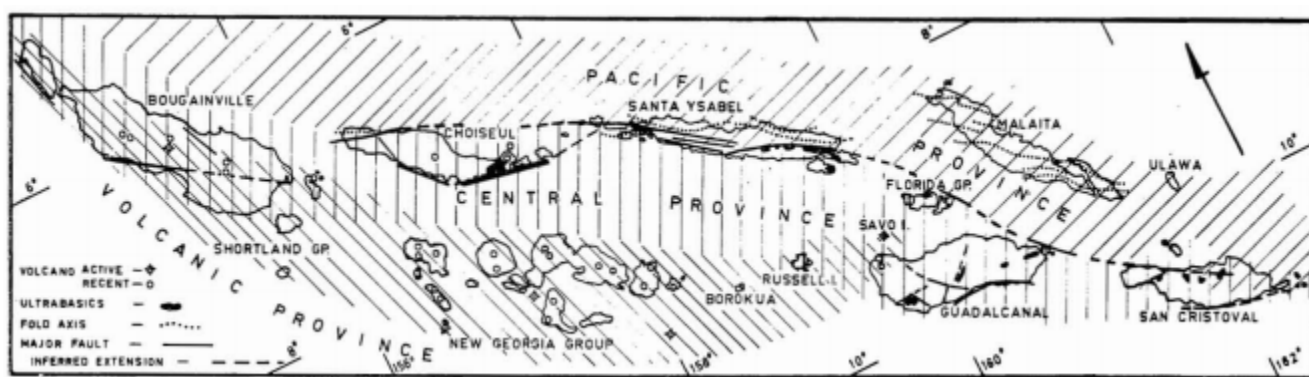 6°
8°
PACIFIC
BOUGAINVILLE
SANTA YSABEL
CHOISEUL
MALAITA
10°
PROVINCE
ULAWA
6°
CENTRAL PROVINCE
FLORIDA GP.
VOLCANIC PROVINCE
SAVO I.
SHORTLAND GP.
VOLCANO ACTIVE -
RECENT -
RUSSELL I.
BOROKUA
ULTRABASICS -
GUADALCANAL
SAN CRISTOVAL
FOLD AXIS -
MAJOR FAULT -
NEW GEORGIA GROUP
INFERRED EXTENSION -
8°
156°
158°
10°
160°
162°